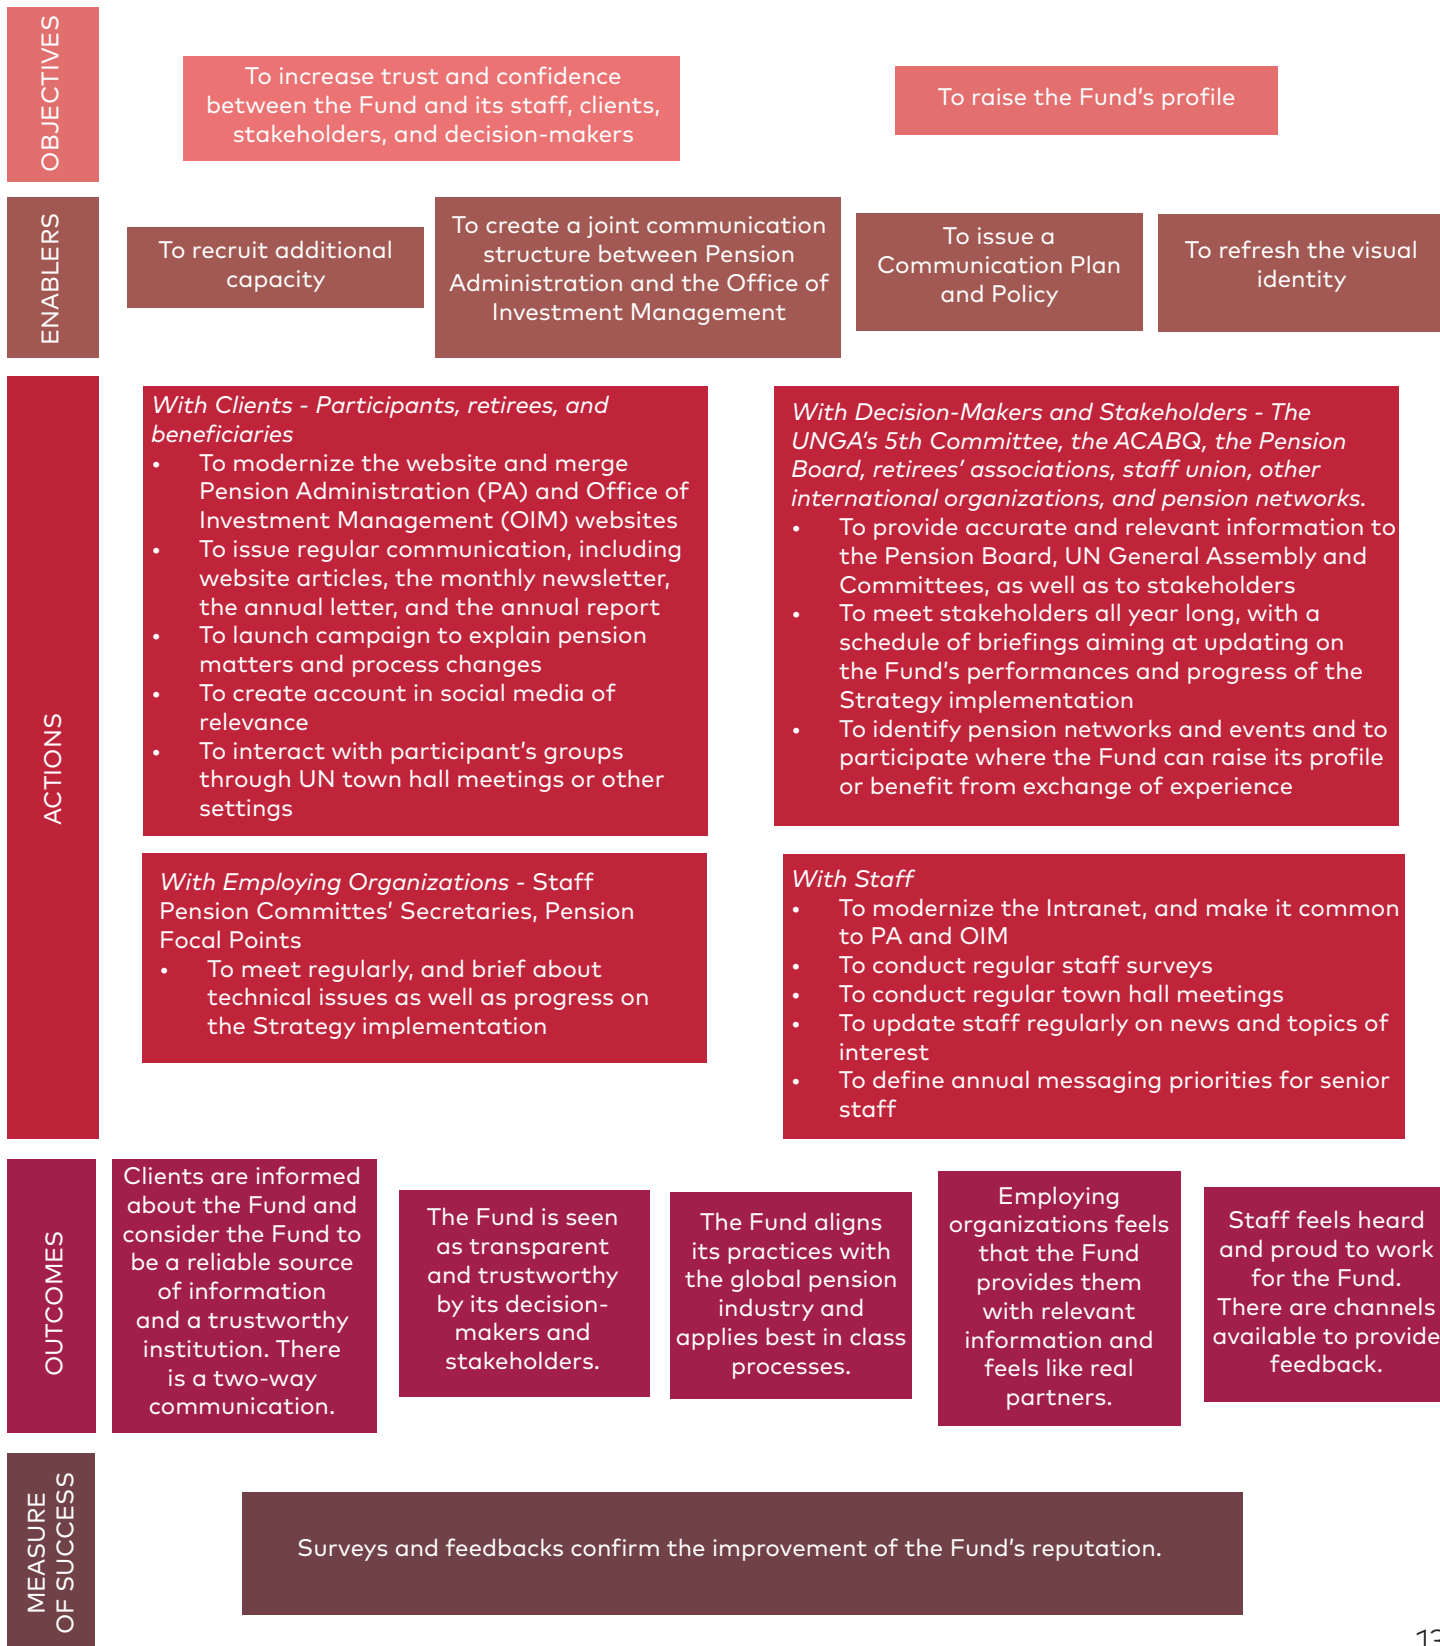 OBJECTIVES
To increase trust and confidence
between the Fund and its staff, clients,
stakeholders, and decision-makers
To raise the Fund's profile
ENABLERS
To recruit additional
capacity
To create a joint communication
structure between Pension
Administration and the Office of
Investment Management
To issue a
Communication Plan
and Policy
To refresh the visual
identity
ACTIONS
With Clients - Participants, retirees, and
beneficiaries
• To modernize the website and merge
Pension Administration (PA) and Office of
Investment Management (OIM) websites
• To issue regular communication, including
website articles, the monthly newsletter,
the annual letter, and the annual report
• To launch campaign to explain pension
matters and process changes
• To create account in social media of
relevance
• To interact with participant's groups
through UN town hall meetings or other
settings
With Decision-Makers and Stakeholders - The
UNGA's 5th Committee, the ACABQ, the Pension
Board, retirees' associations, staff union, other
international organizations, and pension networks.
• To provide accurate and relevant information to
the Pension Board, UN General Assembly and
Committees, as well as to stakeholders
• To meet stakeholders all year long, with a
schedule of briefings aiming at updating on
the Fund's performances and progress of the
Strategy implementation
• To identify pension networks and events and to
participate where the Fund can raise its profile
or benefit from exchange of experience
With Employing Organizations - Staff
Pension Committes' Secretaries, Pension
Focal Points
• To meet regularly, and brief about
technical issues as well as progress on
the Strategy implementation
With Staff
• To modernize the Intranet, and make it common
to PA and OIM
• To conduct regular staff surveys
• To conduct regular town hall meetings
• To update staff regularly on news and topics of
interest
• To define annual messaging priorities for senior
staff
OUTCOMES
Clients are informed
about the Fund and
consider the Fund to
be a reliable source
of information
and a trustworthy
institution. There
is a two-way
communication.
The Fund is seen
as transparent
and trustworthy
by its decision-
makers and
stakeholders.
The Fund aligns
its practices with
the global pension
industry and
applies best in class
processes.
Employing
organizations feels
that the Fund
provides them
with relevant
information and
feels like real
partners.
Staff feels heard
and proud to work
for the Fund.
There are channels
available to provide
feedback.
MEASURE
OF SUCCESS
Surveys and feedbacks confirm the improvement of the Fund's reputation.